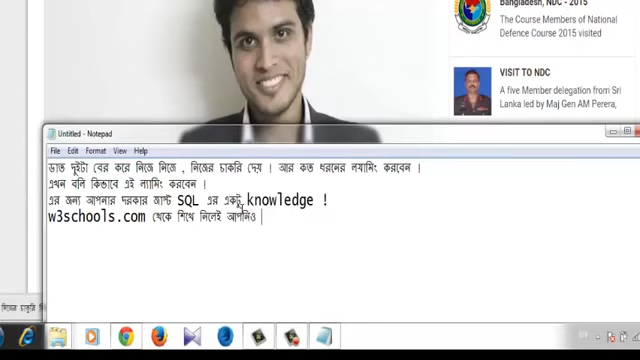 Bangladesh, NDC - 2015
The Course Members of National
Defence Course 2015 visited
VISIT TO NDC
A five Member delegation from Sri
Lanka led by Maj Gen AM Perera,
Untitled - Notepad
File Edit Format View Help
ডাত দুইটা বের করে নিজে নিজে , নিজের চাকরি দেয় । আর কত ধরনের ল্যামিং করবেন ।
এখন বলি কিভাবে এই ল্যামিং করবেন ।
এর জন্য আপনার দরকার জাস্ট SQL এর একটু knowledge !
w3schools.com থেকে শিখে নিলেই আপনিও